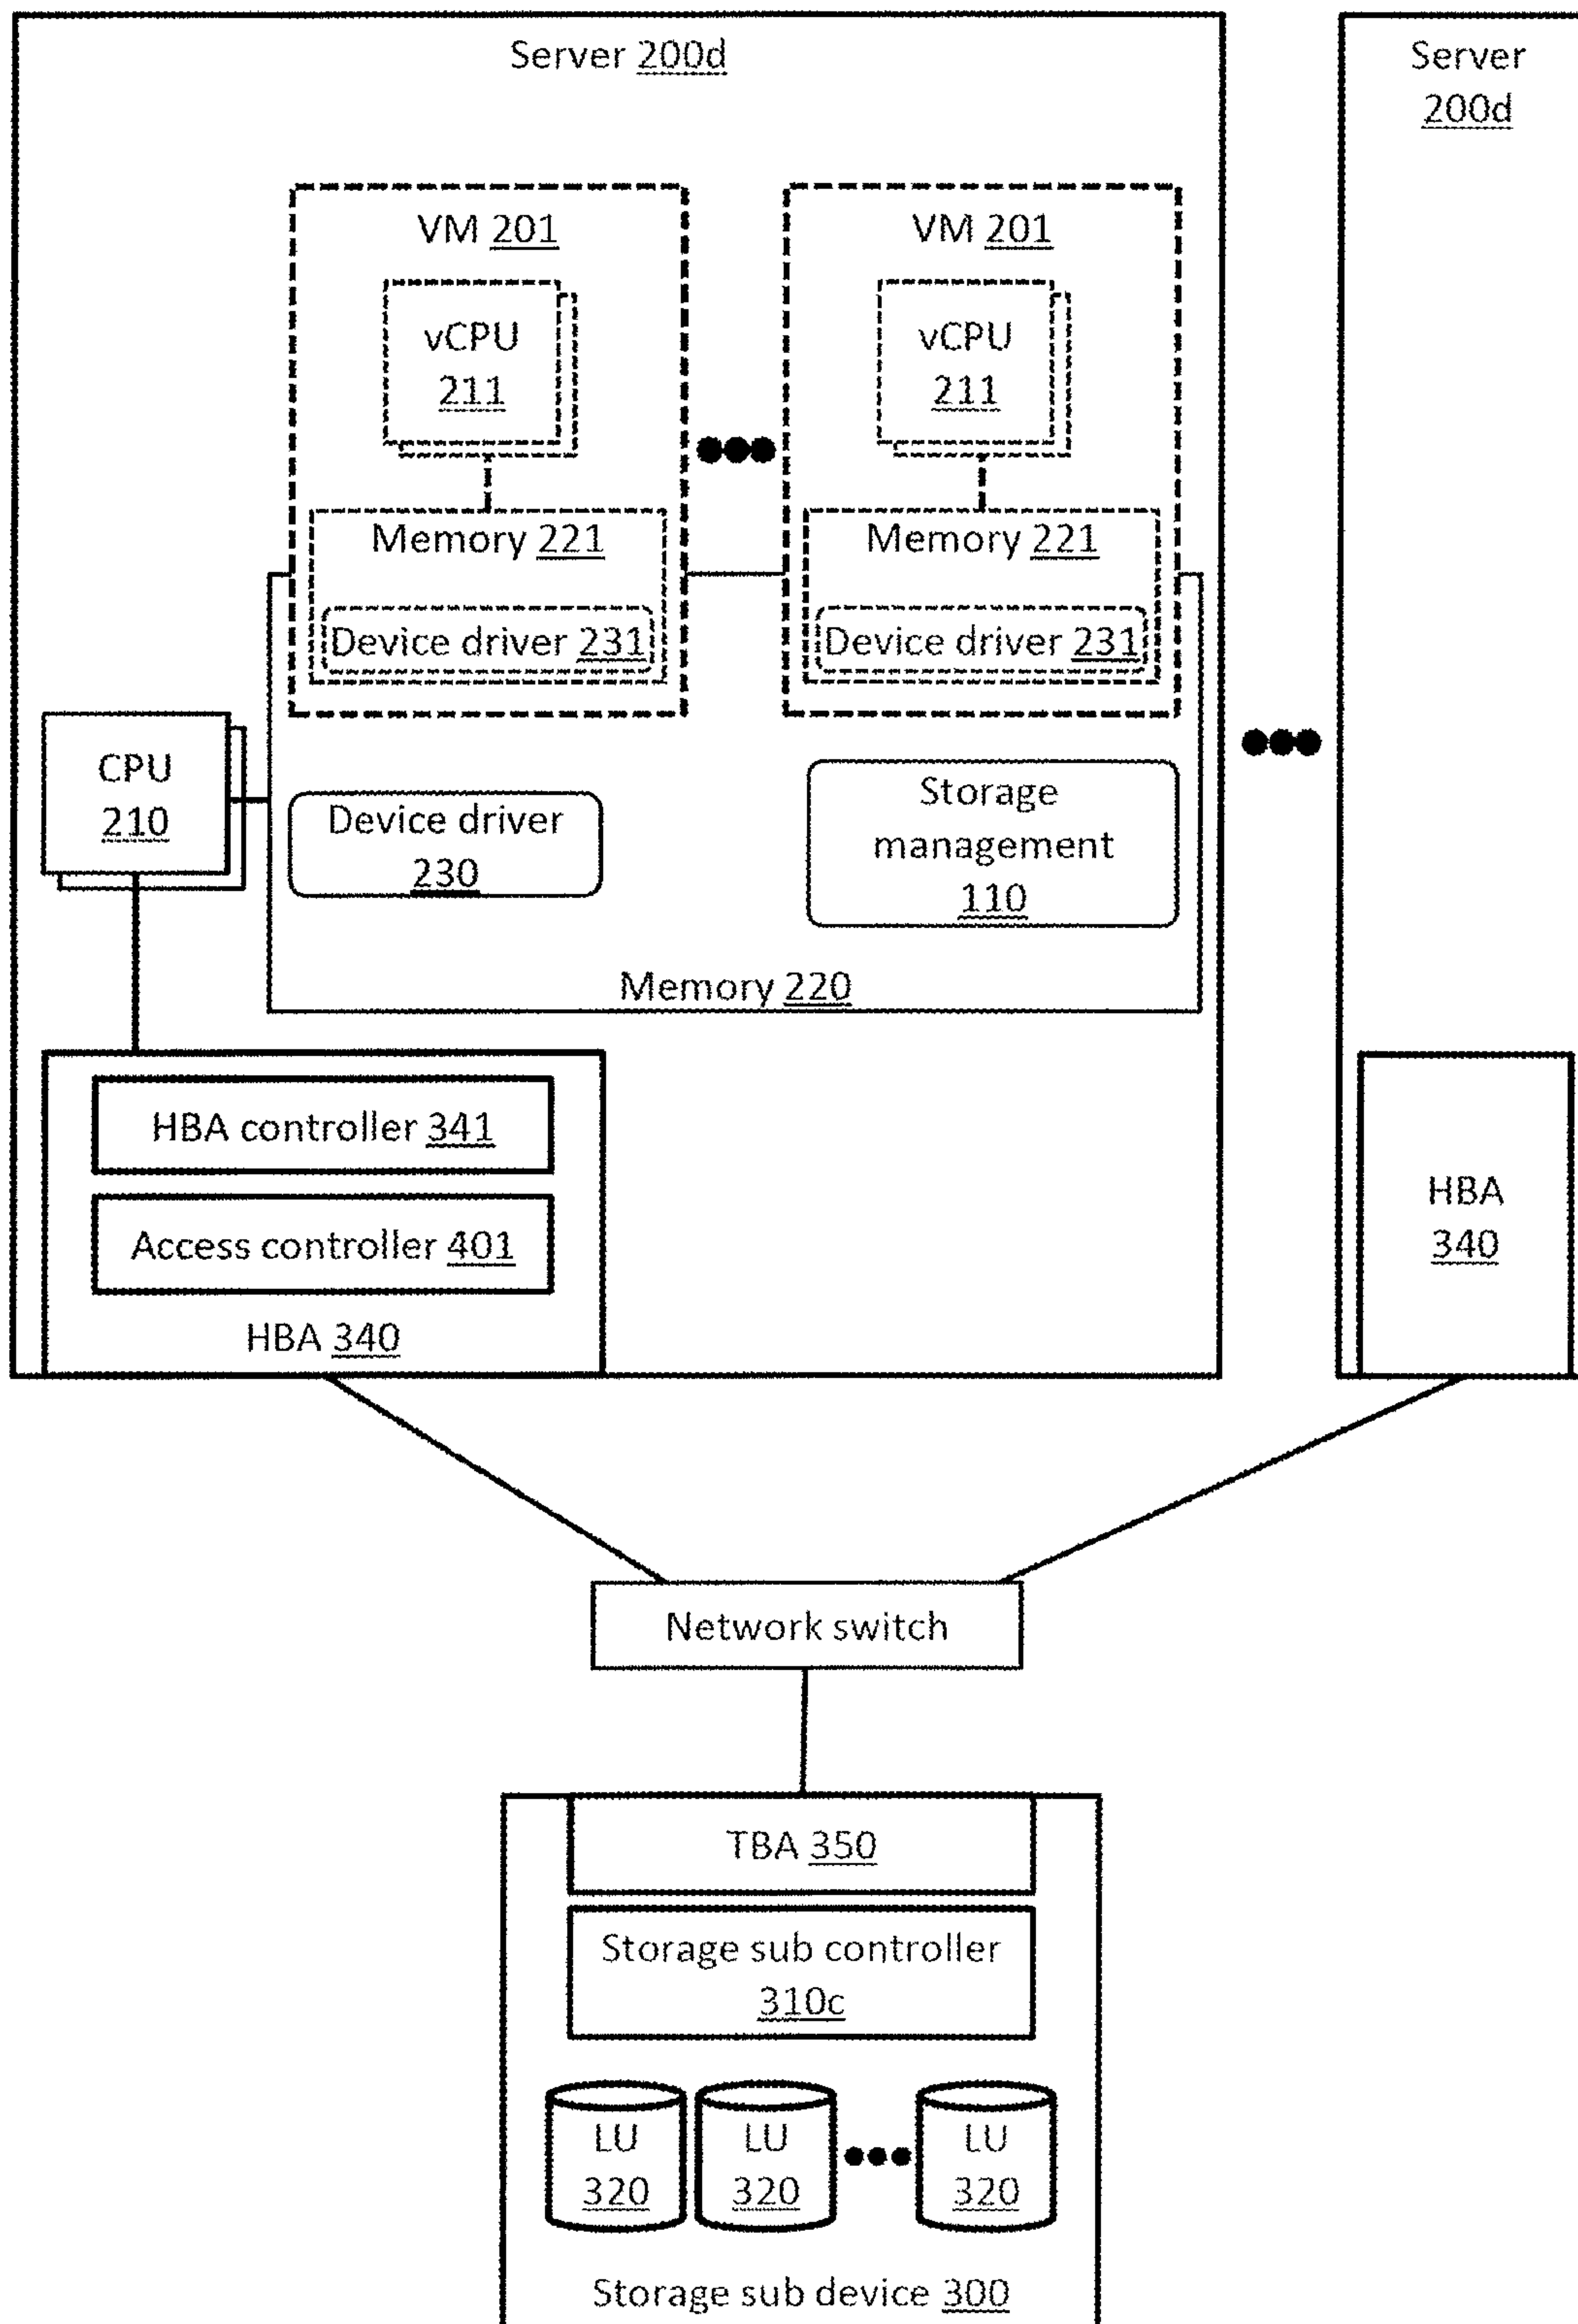 Server 200d
Server
200d
VM 201
VM 201
vCPU
211
vCPU
211
Memory 221
Memory 221
Device driver 231
Device driver 231
CPU
210
Device driver
230
Storage
management
110
Memory 220
HBA controller 341
Access controller 401
HBA 340
HBA
340
Network switch
TBA 350
Storage sub controller
310c
LU
320
LU
320
LU
320
Storage sub device 300